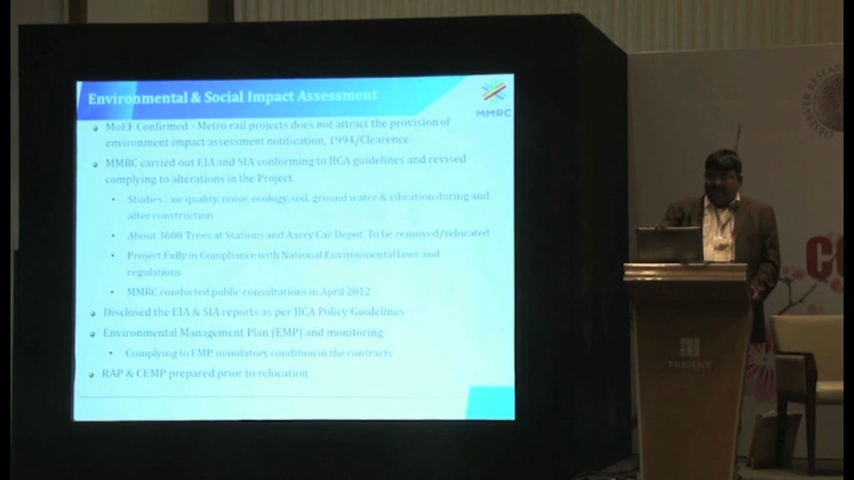 Environmental & Social Impact Assessment
MMRC
MoEF Confirmed - Metro rail projects does not attract the provision of
environment impact assessment notification, 1994/Clearence.
MMRC carried out EIA and SIA conforming to JICA guidelines and revised
complying to alterations in the Project
Studies : air quality, noise, ecology, soil, ground water & vibration during and
after construction
About 3600 Trees at Stations and Aarey Car Depot. To be removed/relocated
Project Fully in Compliance with National Environmental laws and
regulations
MMRC conducted public consultations in April 2012
Disclosed the EIA & SIA reports as per JICA Policy Guidelines
Environmental Management Plan (EMP) and monitoring
Complying to EMP, mandatory condition in the contracts
RAP & CEMP prepared prior to relocation
TRIDENT